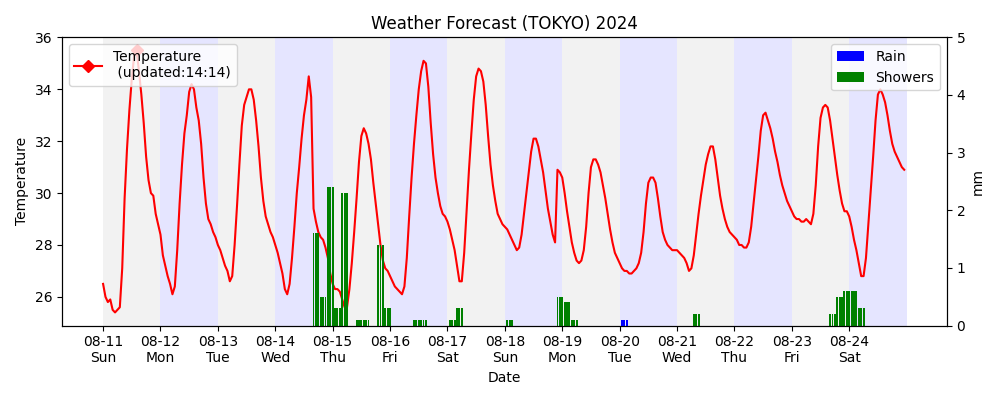 Weather Forecast (TOKYO) 2024
Temperature
(updated:14:14)
Rain
Showers
36
34
32
30
28
26
Temperature
5
4
3
2
1
0
mm
08-11 08-12 08-13 08-14 08-15 08-16 08-17 08-18 08-19 08-20 08-21 08-22 08-23 08-24
Sun Mon Tue Wed Thu Fri Sat Sun Mon Tue Wed Thu Fri Sat
Date